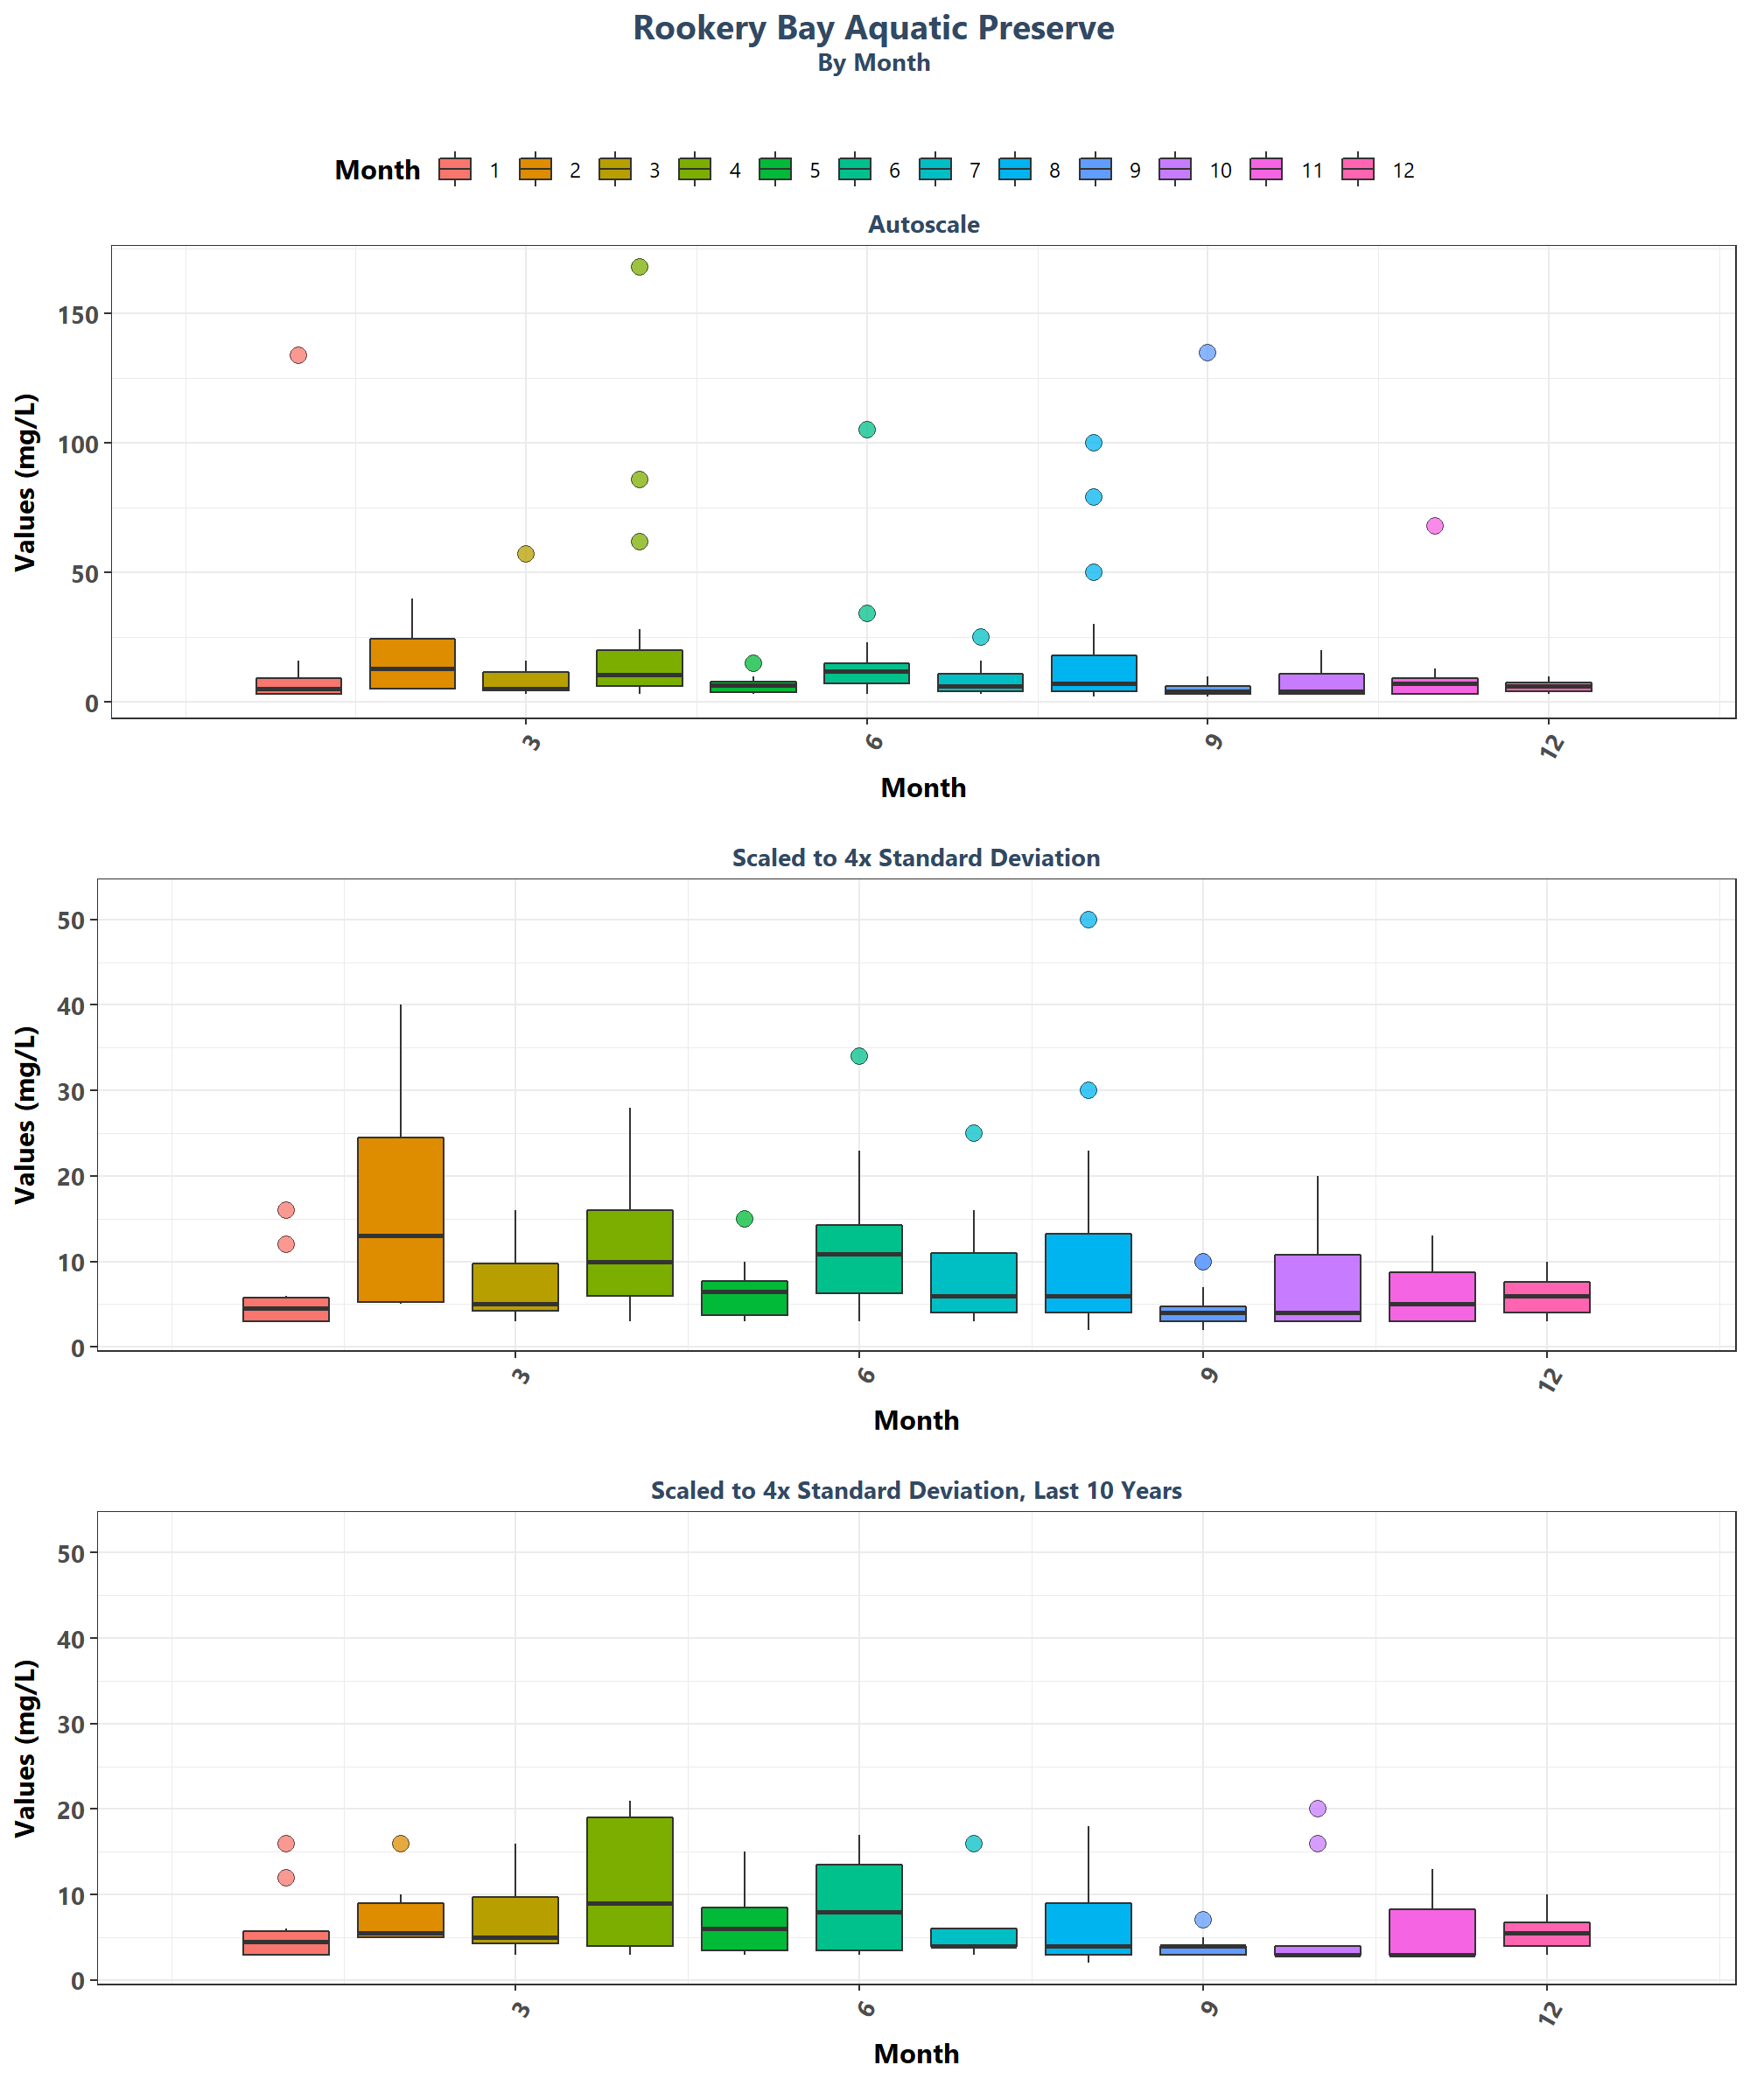 Rookery Bay Aquatic Preserve
By Month
Month 1 2 3 4 5 6 7 8 9 10 11 12
Autoscale
Values (mg/L)
150
100
50
0
3 6 9 12
Month
Scaled to 4x Standard Deviation
Values (mg/L)
50
40
30
20
10
0
3 6 9 12
Month
Scaled to 4x Standard Deviation, Last 10 Years
Values (mg/L)
50
40
30
20
10
0
3 6 9 12
Month